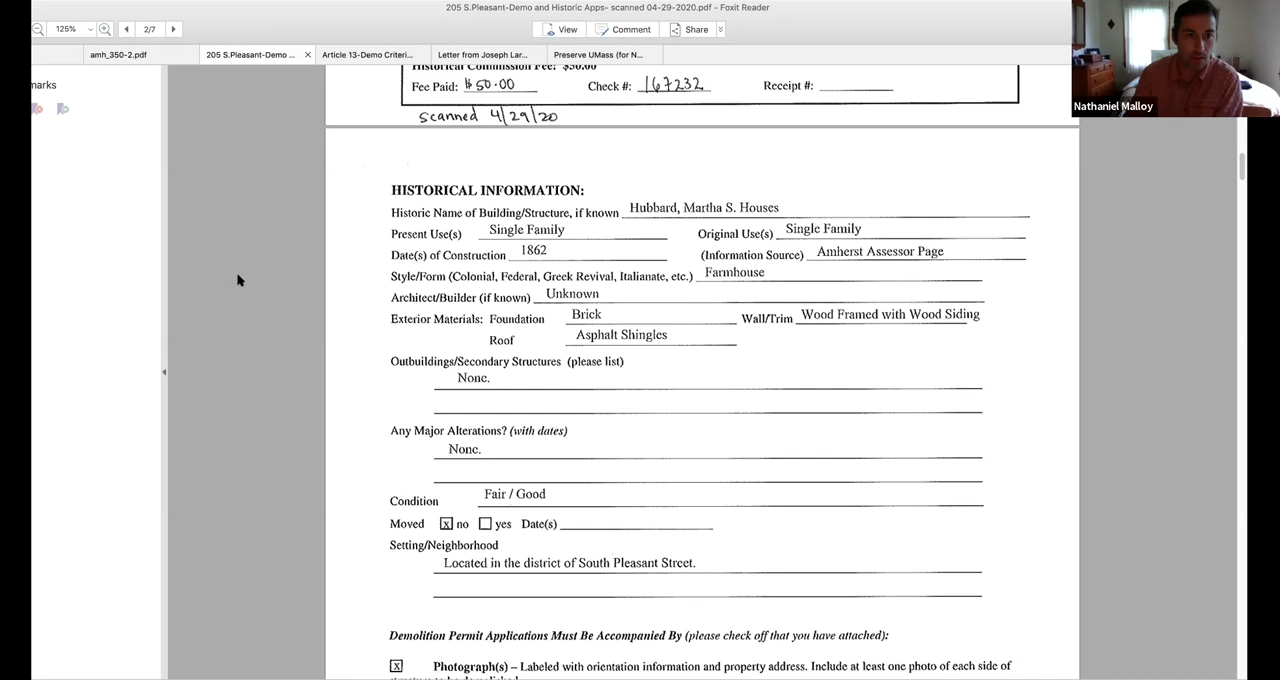 205 S.Pleasant-Demo and Historic Apps- scanned 04-29-2020.pdf - Foxit Reader
125% 2/7 View Comment Share
amh_350-2.pdf 205 S.Pleasant-Demo ... × Article 13-Demo Criteri... Letter from Joseph Lar... Preserve UMass (for N...
marks
Nathaniel Malloy
Historical Commission Fee: $50.00
Fee Paid: $50.00 Check #: 167232 Receipt #:
scanned 4/29/20
HISTORICAL INFORMATION:
Historic Name of Building/Structure, if known Hubbard, Martha S. Houses
Present Use(s) Single Family Original Use(s) Single Family
Date(s) of Construction 1862 (Information Source) Amherst Assessor Page
Style/Form (Colonial, Federal, Greek Revival, Italianate, etc.) Farmhouse
Architect/Builder (if known) Unknown
Exterior Materials: Foundation Brick Wall/Trim Wood Framed with Wood Siding
Roof Asphalt Shingles
Outbuildings/Secondary Structures (please list)
None.
Any Major Alterations? (with dates)
None.
Condition Fair / Good
Moved x no yes Date(s)
Setting/Neighborhood
Located in the district of South Pleasant Street.
Demolition Permit Applications Must Be Accompanied By (please check off that you have attached):
x Photograph(s) – Labeled with orientation information and property address. Include at least one photo of each side of